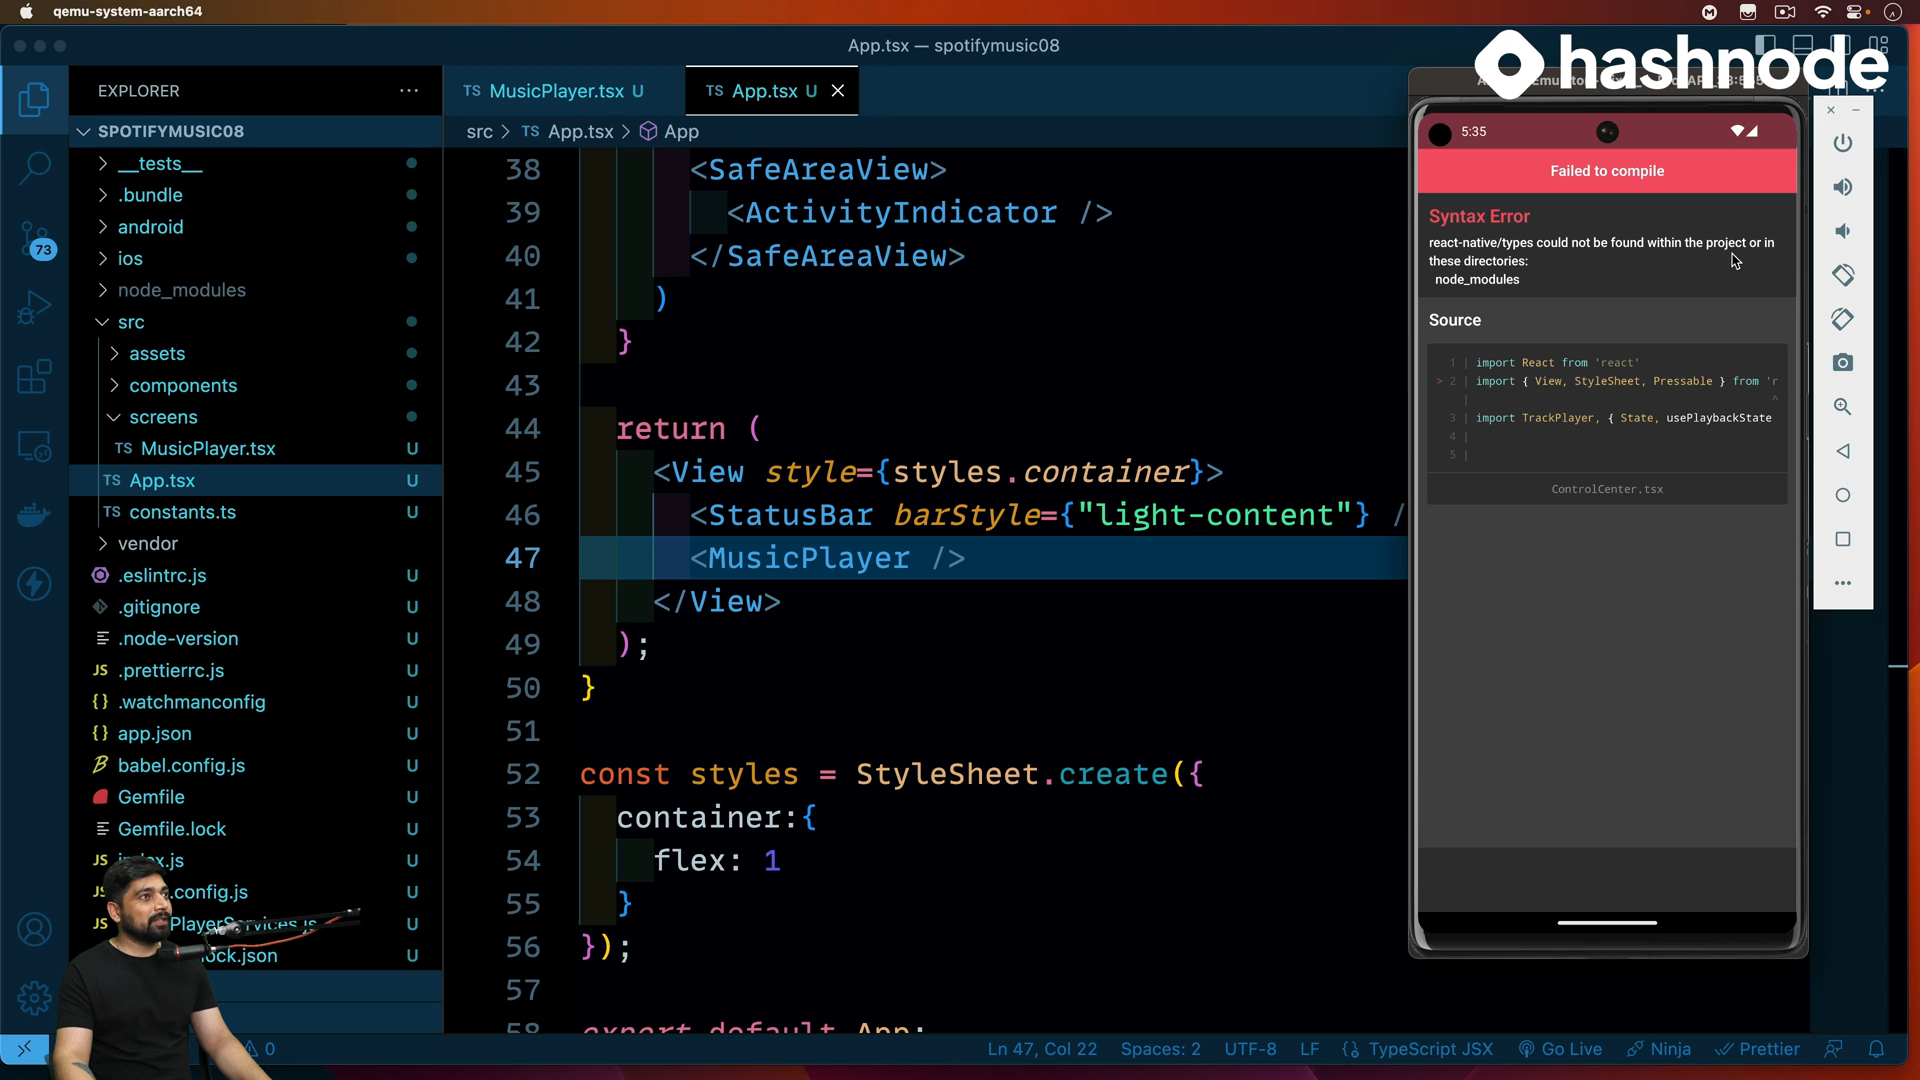 qemu-system-aarch64
App.tsx — spotifymusic08
hashnode
EXPLORER
TS MusicPlayer.tsx U
TS App.tsx U
SPOTIFYMUSIC08
src > TS App.tsx > App
__tests__
.bundle
android
ios
node_modules
src
assets
components
screens
TS MusicPlayer.tsx U
TS App.tsx U
TS constants.ts U
vendor
.eslintrc.js U
.gitignore U
.node-version U
JS .prettierrc.js U
{} .watchmanconfig U
{} app.json U
babel.config.js U
Gemfile U
Gemfile.lock U
JS index.js U
.config.js U
JS PlayerServices.js U
lock.json U
73
38 <SafeAreaView>
39 <ActivityIndicator />
40 </SafeAreaView>
41 )
42 }
43
44 return (
45 <View style={styles.container}>
46 <StatusBar barStyle={"light-content"} /
47 <MusicPlayer />
48 </View>
49 );
50 }
51
52 const styles = StyleSheet.create({
53 container:{
54 flex: 1
55 }
56 });
57
58 export default App;
5:35
Failed to compile
Syntax Error
react-native/types could not be found within the project or in
these directories:
node_modules
Source
1 | import React from 'react'
> 2 | import { View, StyleSheet, Pressable } from 'r
| ^
3 | import TrackPlayer, { State, usePlaybackState
4 |
5 |
ControlCenter.tsx
0
Ln 47, Col 22
Spaces: 2
UTF-8
LF
TypeScript JSX
Go Live
Ninja
Prettier